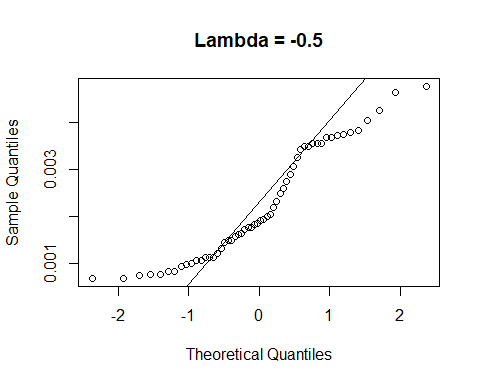 Lambda = -0.5
Sample Quantiles
0.003
0.001
-2 -1 0 1 2
Theoretical Quantiles